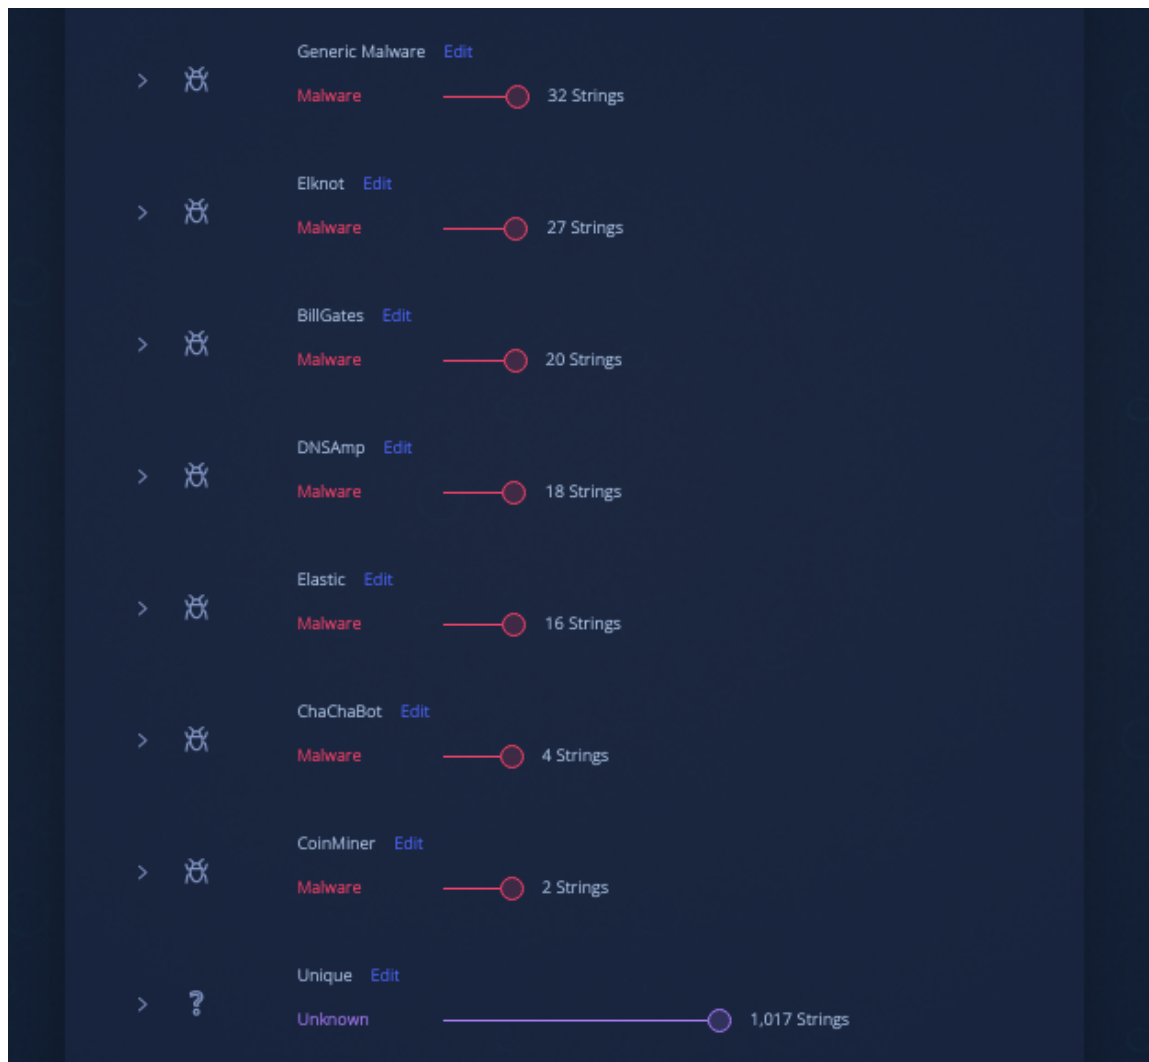 Generic Malware Edit
Malware 32 Strings
Elknot Edit
Malware 27 Strings
BillGates Edit
Malware 20 Strings
DNSAmp Edit
Malware 18 Strings
Elastic Edit
Malware 16 Strings
ChaChaBot Edit
Malware 4 Strings
CoinMiner Edit
Malware 2 Strings
Unique Edit
Unknown 1,017 Strings